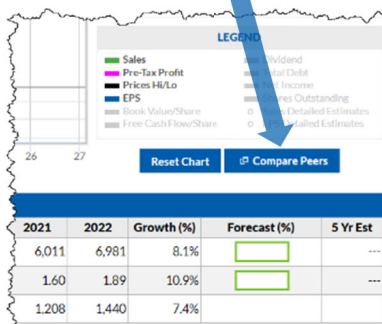 LEGEND
Sales Dividend
Pre-Tax Profit Total Debt
Prices Hi/Lo Net Income
EPS Shares Outstanding
Book Value/Share Detailed Estimates
Free Cash Flow/Share Detailed Estimates
26 27
Reset Chart Compare Peers
2021 2022 Growth (%) Forecast (%) 5 Yr Est
6,011 6,981 8.1% ---
1.60 1.89 10.9% ---
1,208 1,440 7.4%